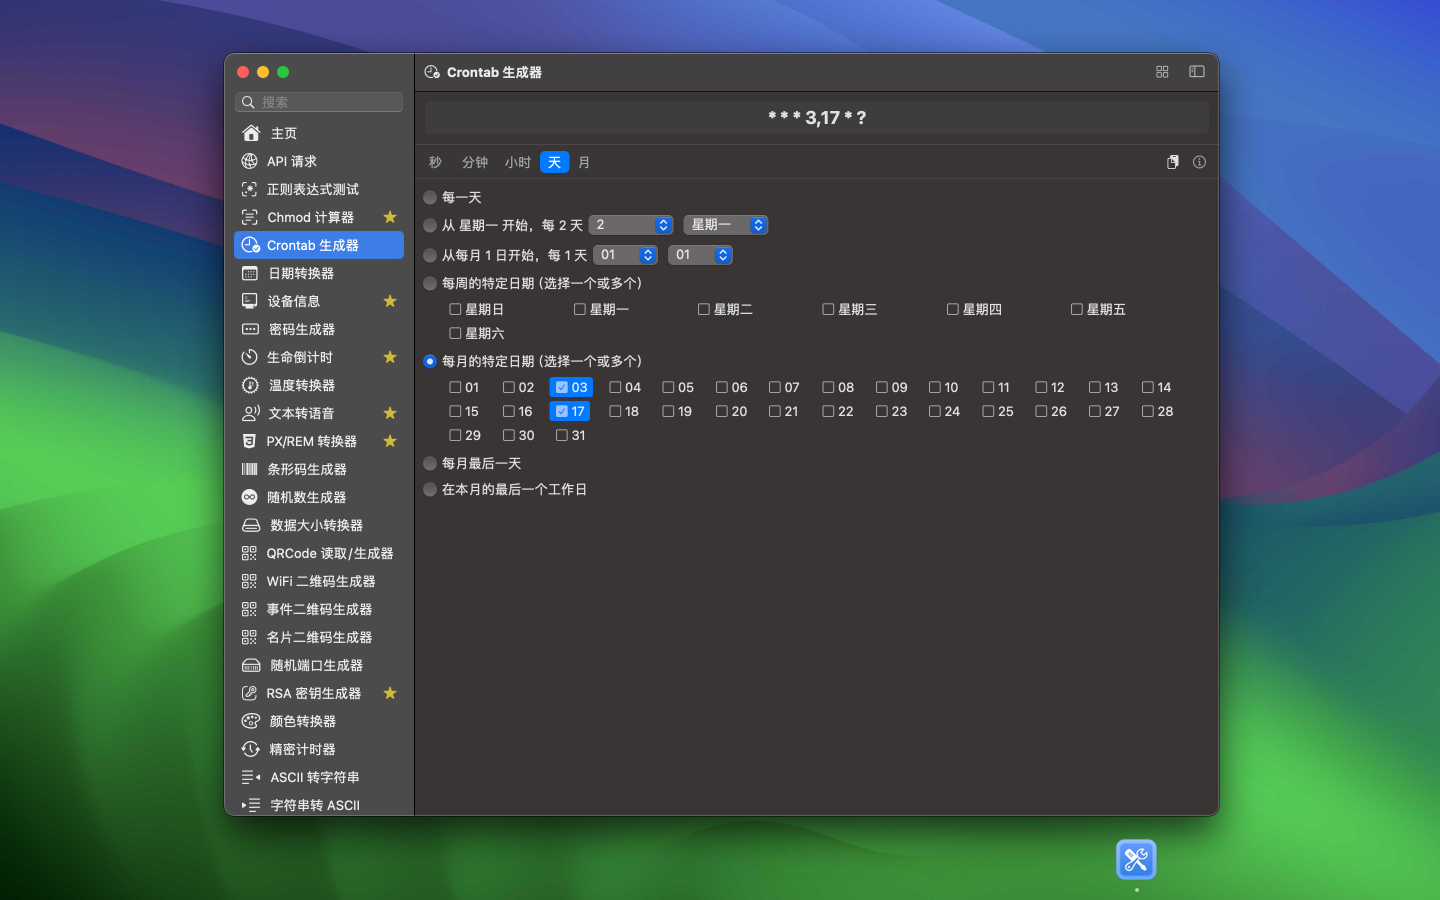 搜索
主页
API 请求
正则表达式测试
Chmod 计算器
Crontab 生成器
日期转换器
设备信息
密码生成器
生命倒计时
温度转换器
文本转语音
PX/REM 转换器
条形码生成器
随机数生成器
数据大小转换器
QRCode 读取/生成器
WiFi 二维码生成器
事件二维码生成器
名片二维码生成器
随机端口生成器
RSA 密钥生成器
颜色转换器
精密计时器
ASCII 转字符串
字符串转 ASCII
Crontab 生成器
* * * 3,17 * ?
秒 分钟 小时 天 月
每一天
从 星期一 开始，每 2 天 2 星期一
从每月 1 日开始，每 1 天 01 01
每周的特定日期 (选择一个或多个)
星期日 星期一 星期二 星期三 星期四 星期五
星期六
每月的特定日期 (选择一个或多个)
01 02 03 04 05 06 07 08 09 10 11 12 13 14
15 16 17 18 19 20 21 22 23 24 25 26 27 28
29 30 31
每月最后一天
在本月的最后一个工作日